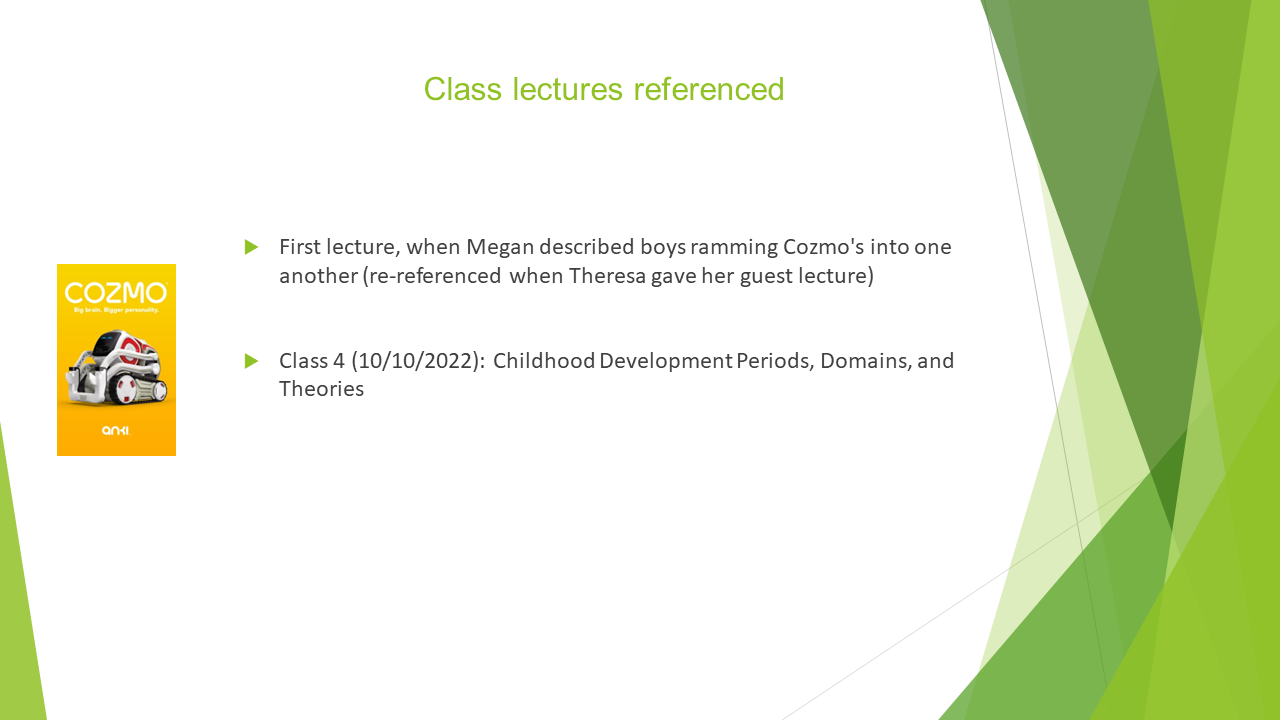 Class lectures referenced
First lecture, when Megan described boys ramming Cozmo's into one
another (re-referenced when Theresa gave her guest lecture)
COZMO
Big brain. Bigger personality.
Class 4 (10/10/2022): Childhood Development Periods, Domains, and
Theories
anki